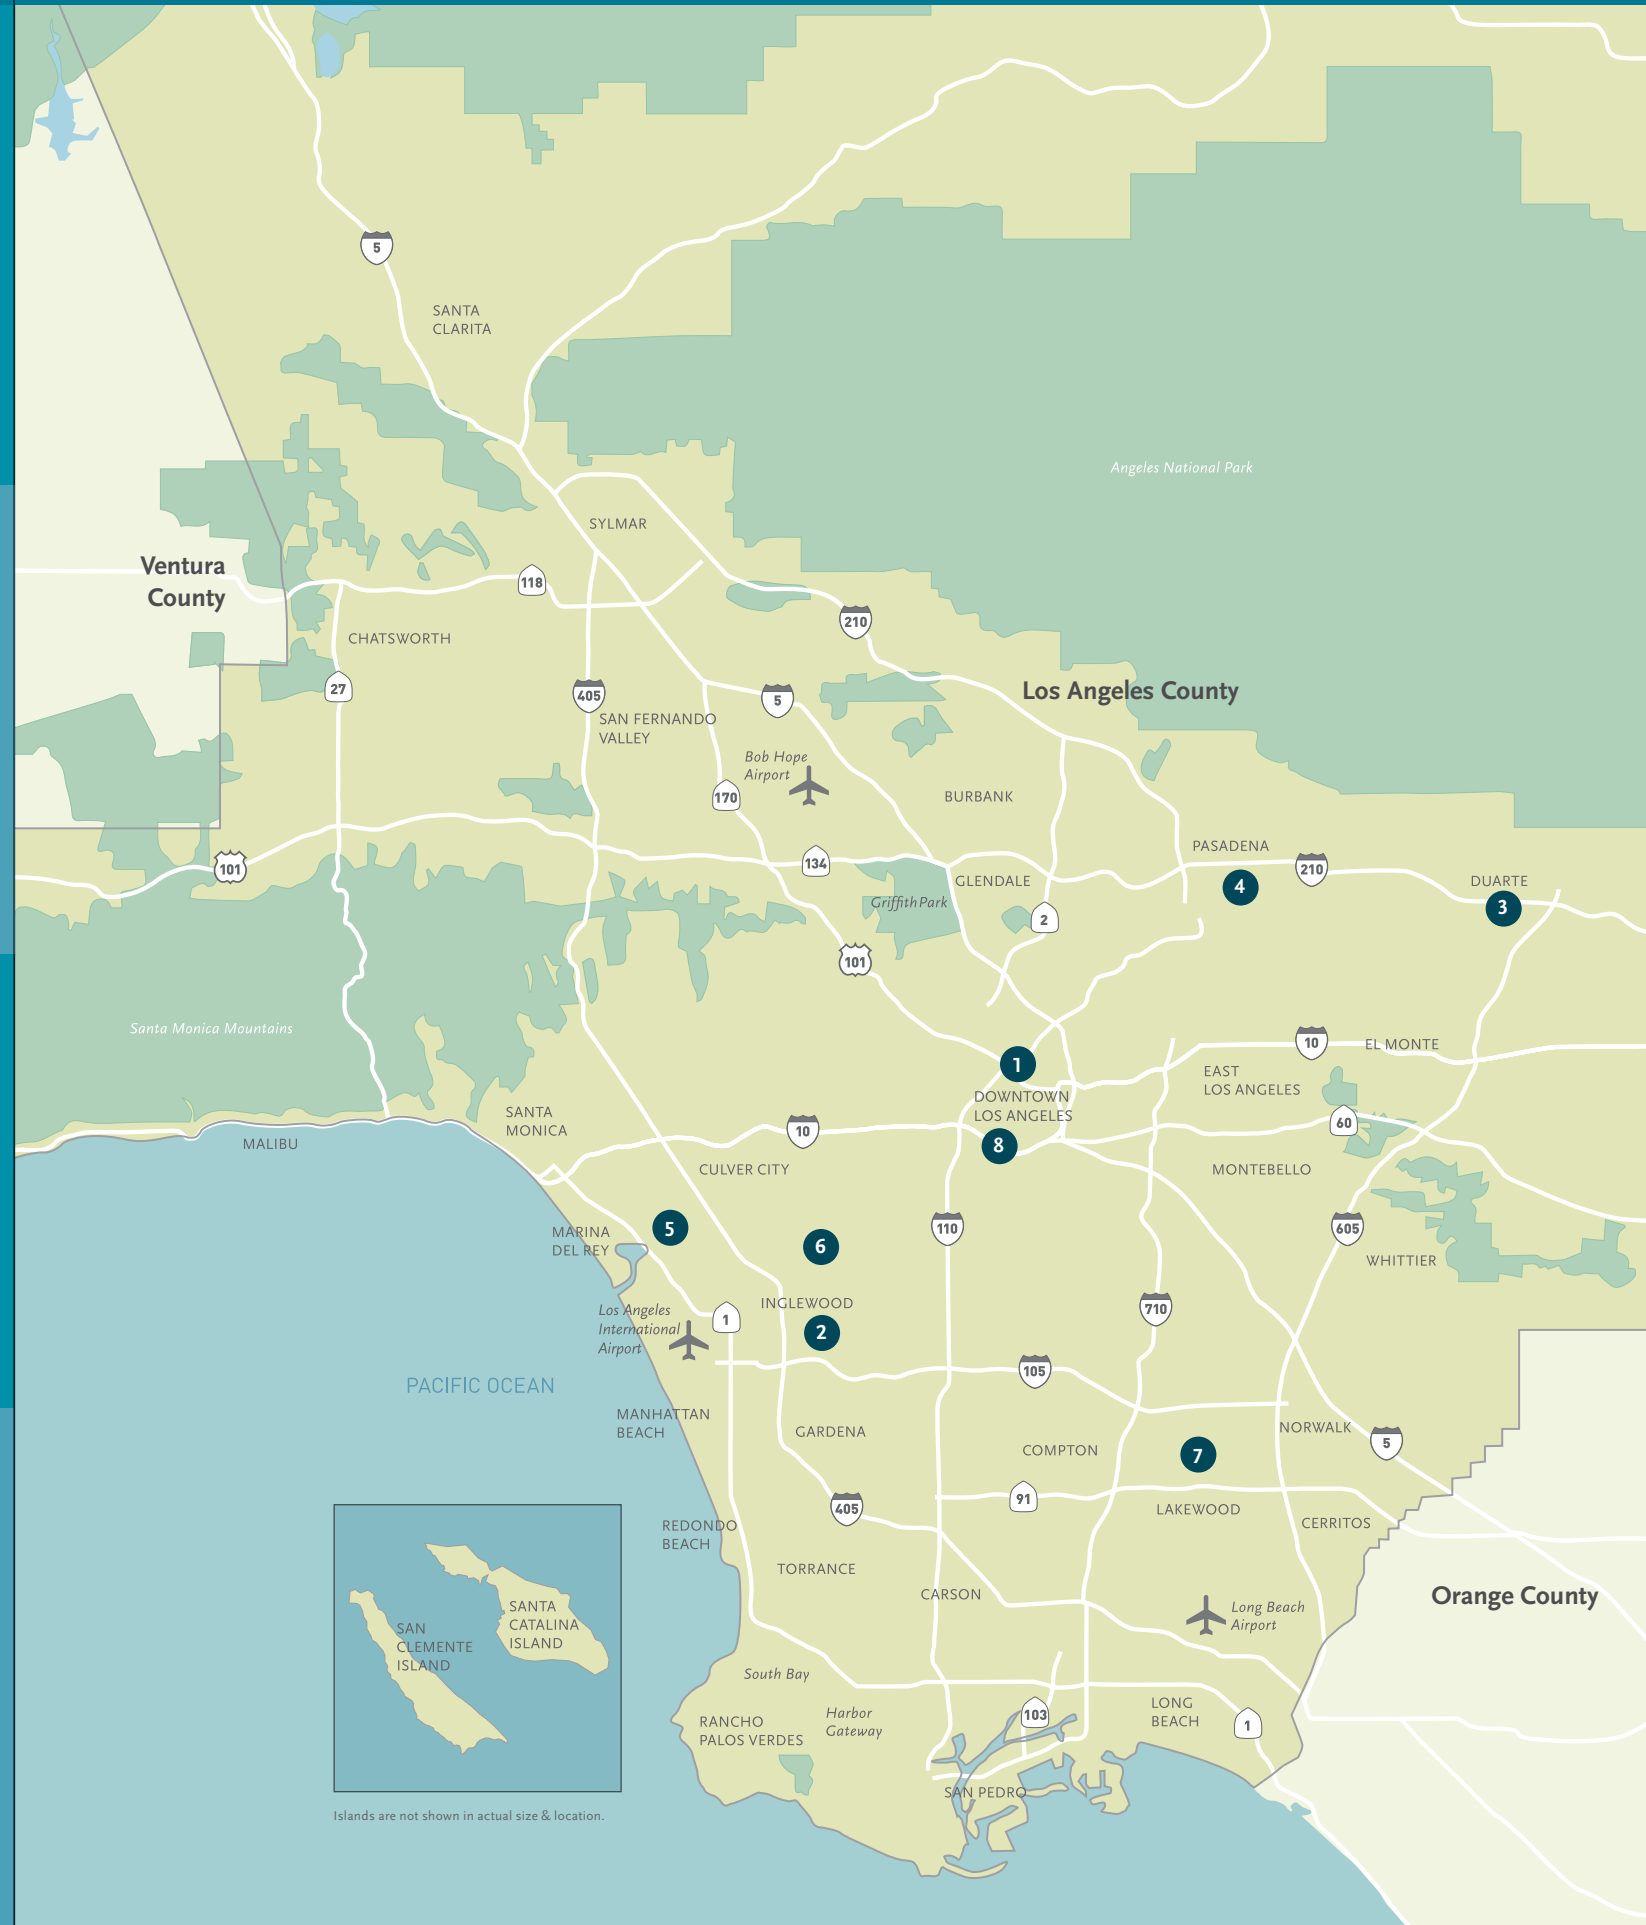 5
SANTA
CLARITA
Angeles National Park
SYLMAR
Ventura
County
118
210
CHATSWORTH
27
405
5
Los Angeles County
SAN FERNANDO
VALLEY
Bob Hope
Airport
170
BURBANK
PASADENA
101
134
210
GLENDALE
4
DUARTE
3
Griffith Park
2
101
Santa Monica Mountains
10
EL MONTE
1
EAST
LOS ANGELES
DOWNTOWN
LOS ANGELES
SANTA
MONICA
60
MALIBU
10
8
CULVER CITY
MONTEBELLO
5
MARINA
DEL REY
6
110
605
WHITTIER
INGLEWOOD
Los Angeles
International
Airport
1
2
710
105
PACIFIC OCEAN
MANHATTAN
BEACH
GARDENA
COMPTON
NORWALK
5
7
91
405
LAKEWOOD
CERRITOS
REDONDO
BEACH
TORRANCE
CARSON
Orange County
Long Beach
Airport
SANTA
CATALINA
ISLAND
SAN
CLEMENTE
ISLAND
South Bay
Harbor
Gateway
RANCHO
PALOS VERDES
103
LONG
BEACH
1
SAN PEDRO
Islands are not shown in actual size & location.